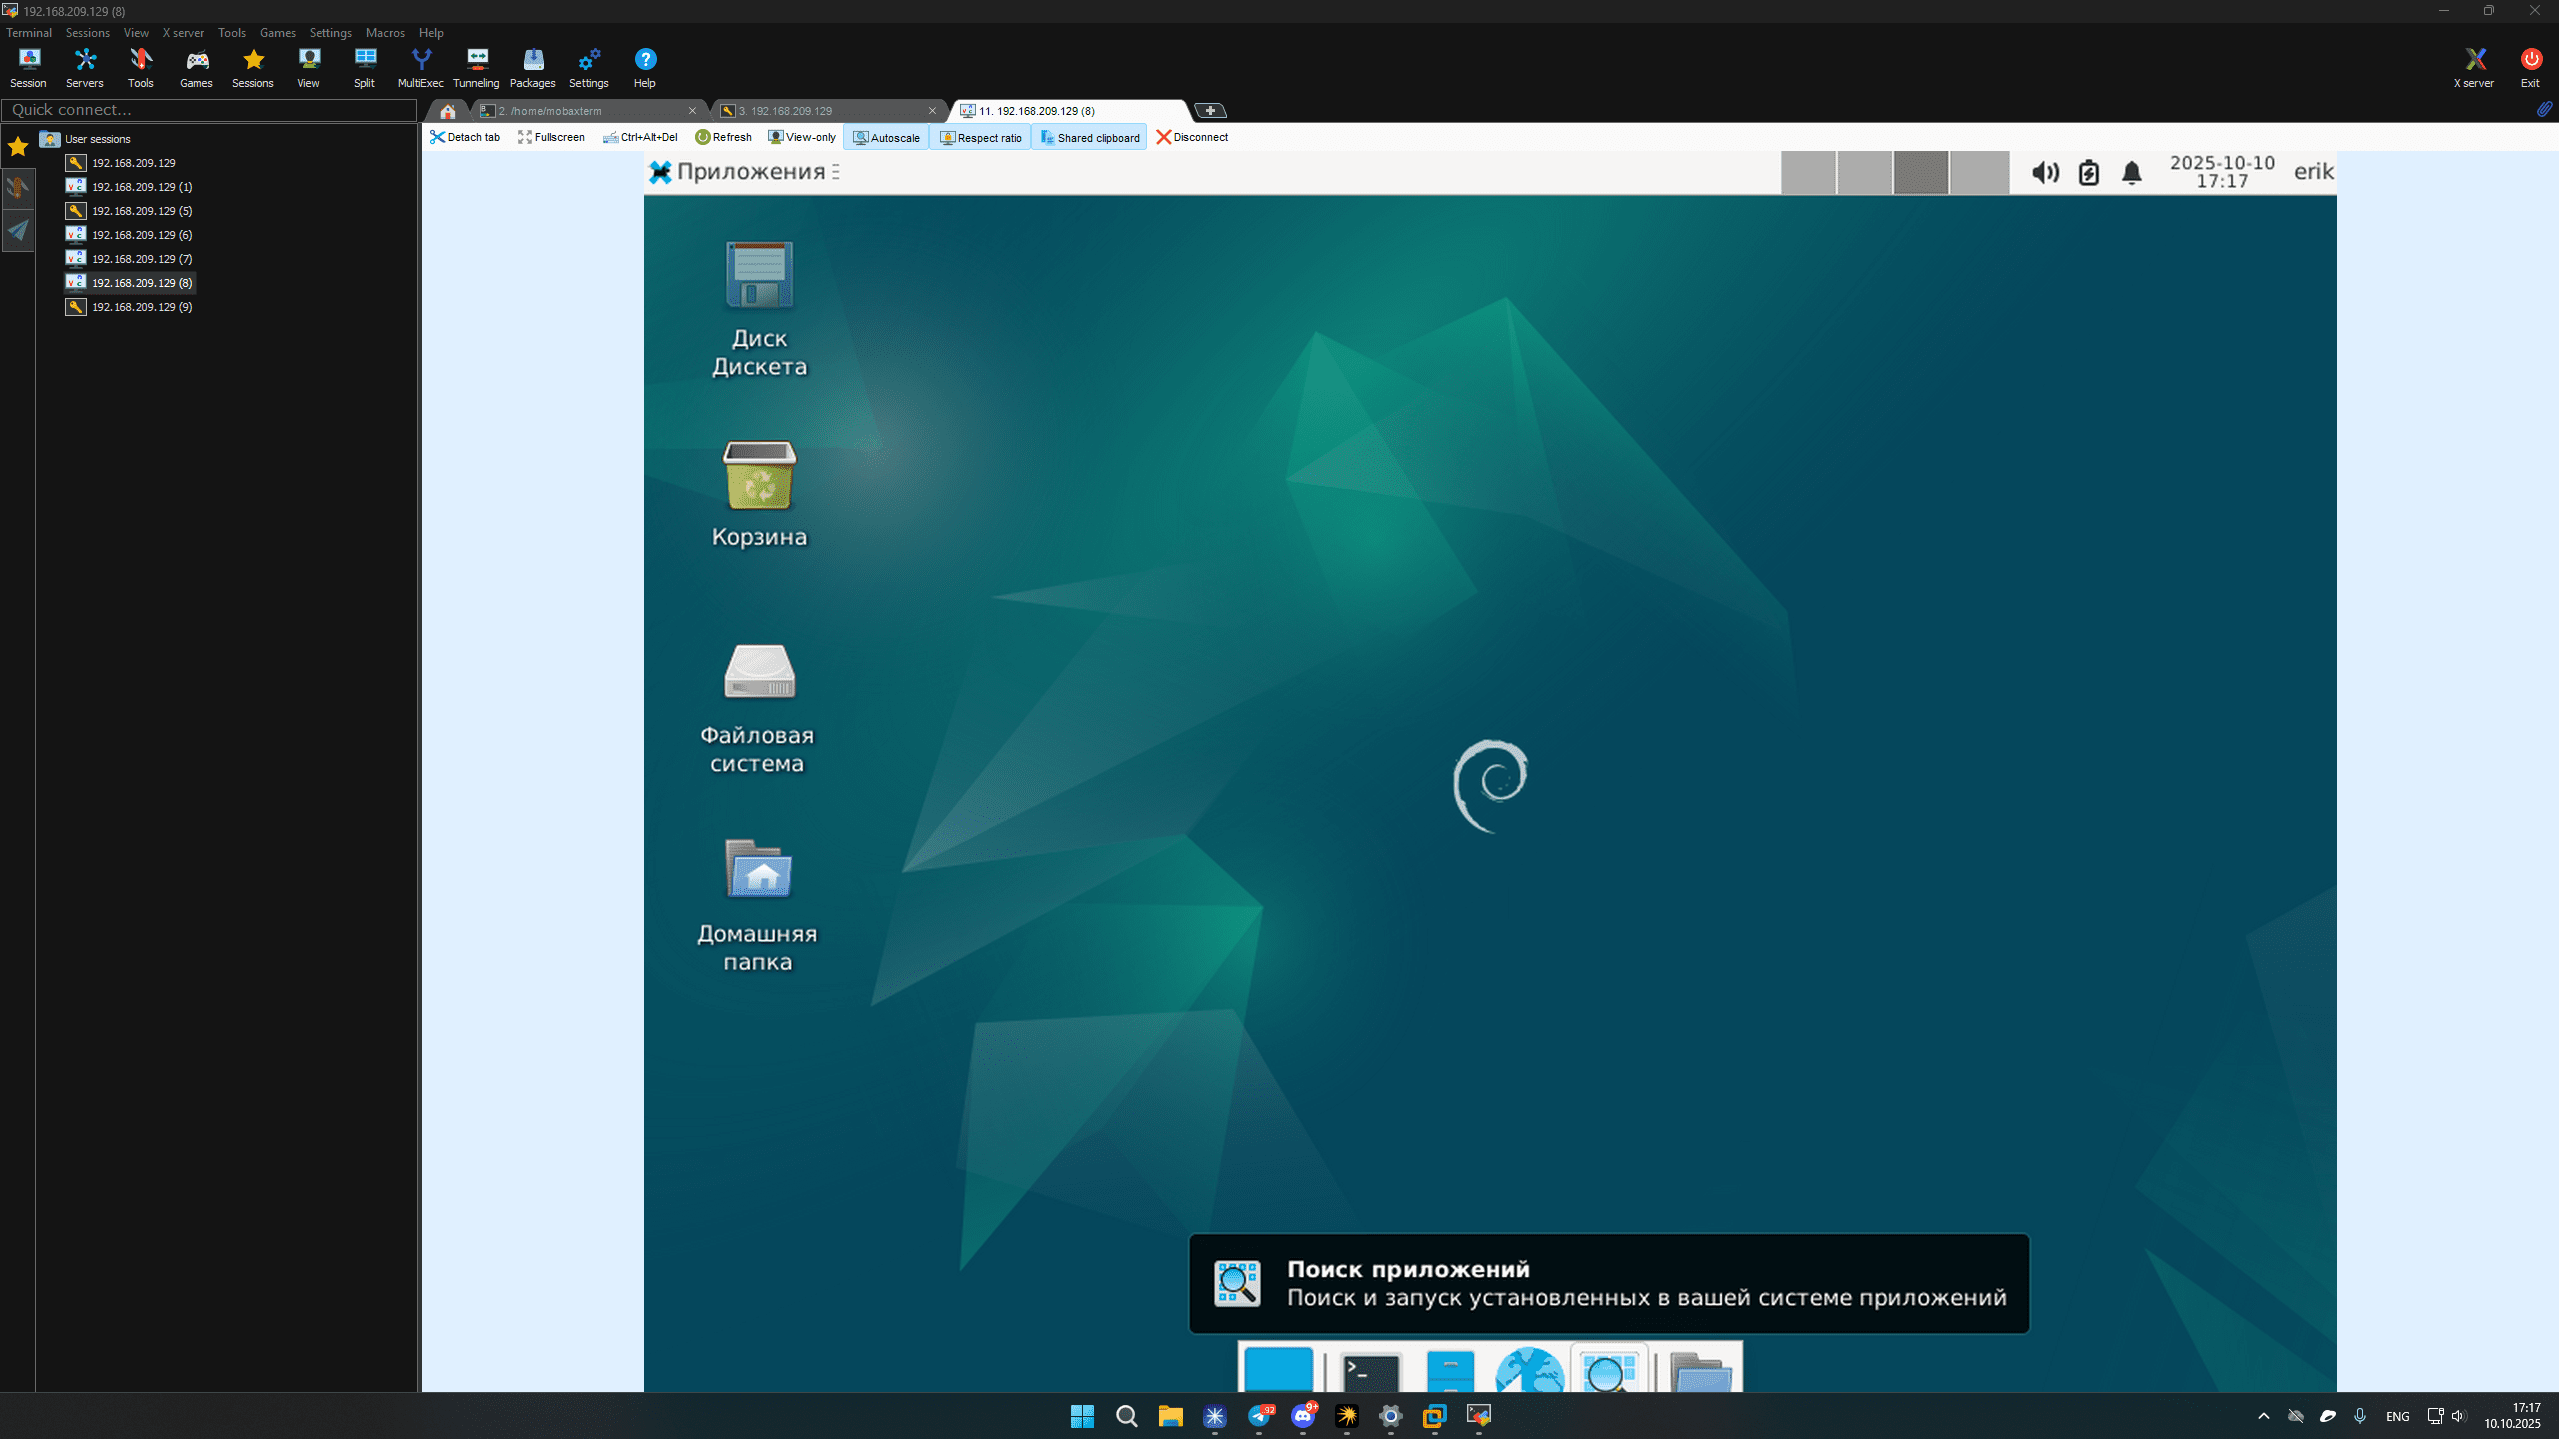 192.168.209.129 (8)
Terminal Sessions View X server Tools Games Settings Macros Help
Session Servers Tools Games Sessions View Split MultiExec Tunneling Packages Settings Help
X server Exit
Quick connect...
2. /home/mobaxterm
3. 192.168.209.129
11. 192.168.209.129 (8)
Detach tab Fullscreen Ctrl+Alt+Del Refresh View-only Autoscale Respect ratio Shared clipboard Disconnect
User sessions
192.168.209.129
192.168.209.129 (1)
192.168.209.129 (5)
192.168.209.129 (6)
192.168.209.129 (7)
192.168.209.129 (8)
192.168.209.129 (9)
Приложения
2025-10-10
17:17
erik
Диск
Дискета
Корзина
Файловая
система
Домашняя
папка
Поиск приложений
Поиск и запуск установленных в вашей системе приложений
92
9+
ENG
17:17
10.10.2025